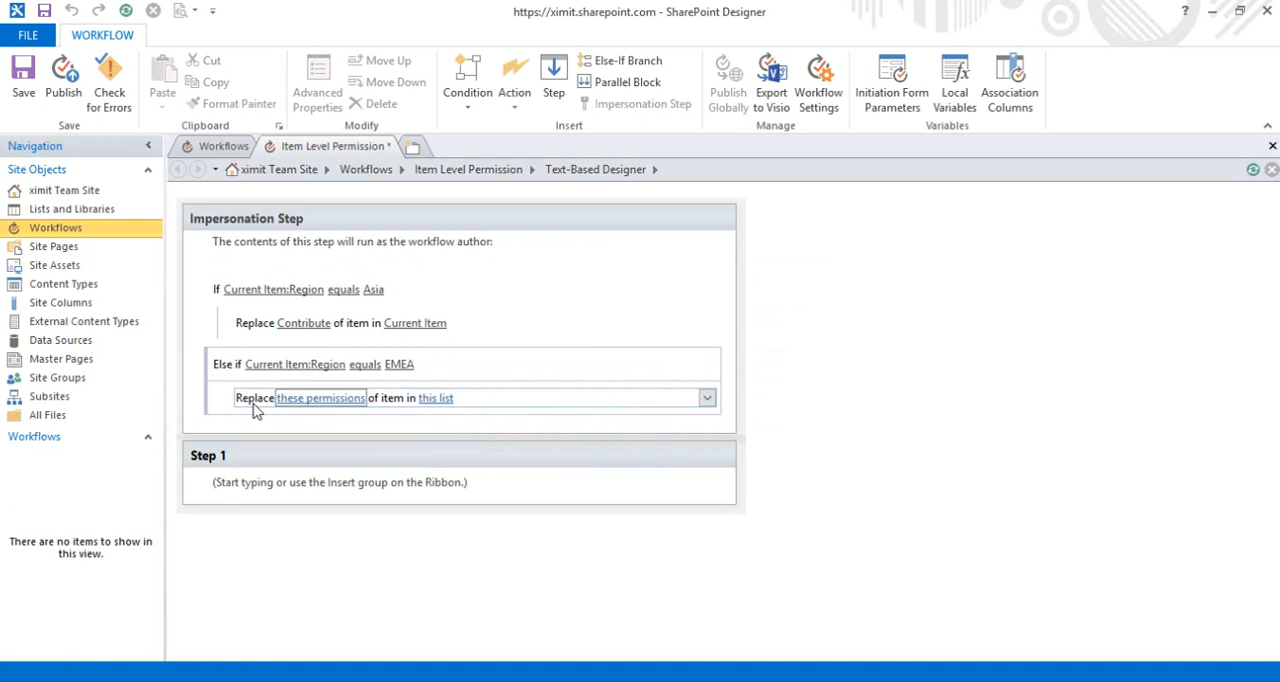 https://ximit.sharepoint.com - SharePoint Designer
?
FILE
WORKFLOW
Save
Publish
Check for Errors
Save
Paste
Cut
Copy
Format Painter
Clipboard
Advanced Properties
Move Up
Move Down
Delete
Modify
Condition
Action
Step
Else-If Branch
Parallel Block
Impersonation Step
Insert
Publish Globally
Export to Visio
Workflow Settings
Manage
Initiation Form Parameters
Local Variables
Association Columns
Variables
Navigation
Workflows
Item Level Permission *
Site Objects
ximit Team Site
Workflows
Item Level Permission
Text-Based Designer
ximit Team Site
Lists and Libraries
Workflows
Site Pages
Site Assets
Content Types
Site Columns
External Content Types
Data Sources
Master Pages
Site Groups
Subsites
All Files
Workflows
There are no items to show in
this view.
Impersonation Step
The contents of this step will run as the workflow author:
If Current Item:Region equals Asia
Replace Contribute of item in Current Item
Else if Current Item:Region equals EMEA
Replace these permissions of item in this list
Step 1
(Start typing or use the Insert group on the Ribbon.)